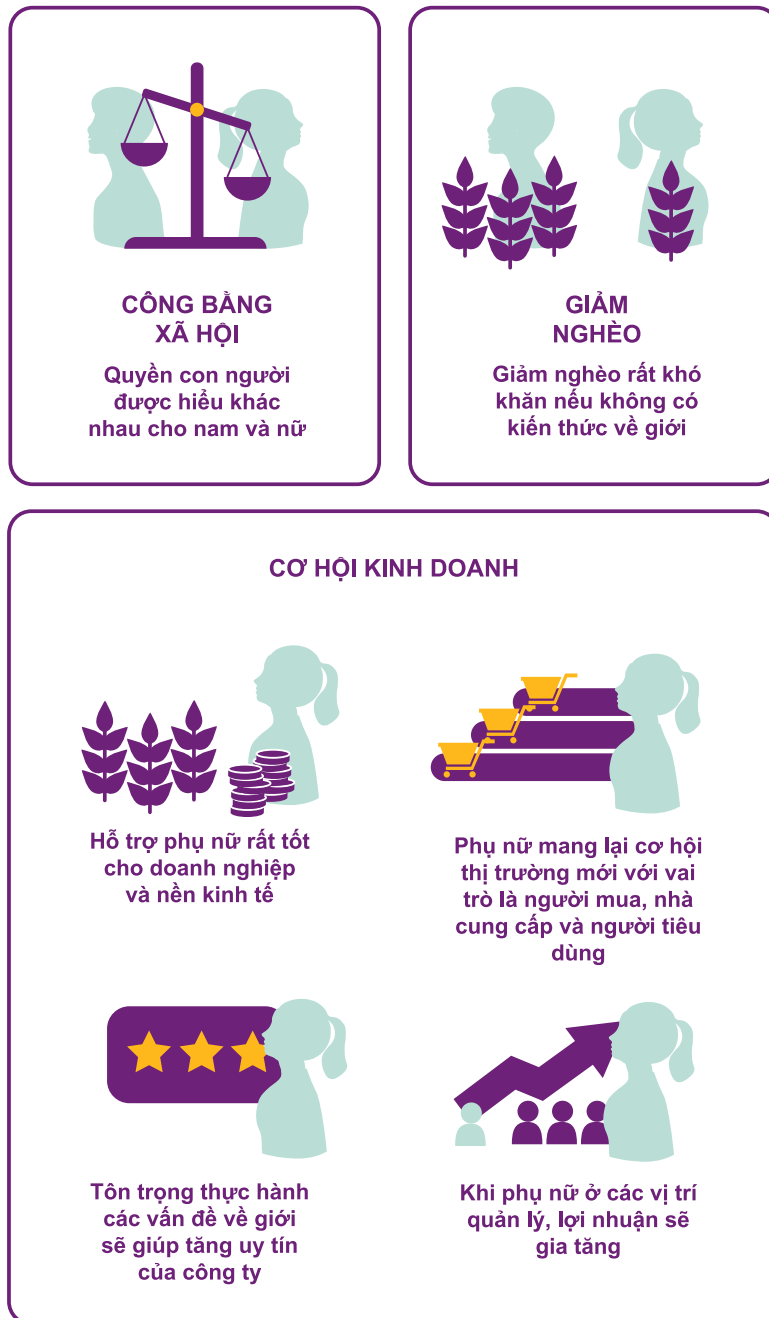 CÔNG BẰNG
XÃ HỘI
Quyền con người
được hiểu khác
nhau cho nam và nữ
GIẢM
NGHÈO
Giảm nghèo rất khó
khăn nếu không có
kiến thức về giới
CƠ HỘI KINH DOANH
Hỗ trợ phụ nữ rất tốt
cho doanh nghiệp
và nền kinh tế
Phụ nữ mang lại cơ hội
thị trường mới với vai
trò là người mua, nhà
cung cấp và người tiêu
dùng
Tôn trọng thực hành
các vấn đề về giới
sẽ giúp tăng uy tín
của công ty
Khi phụ nữ ở các vị trí
quản lý, lợi nhuận sẽ
gia tăng